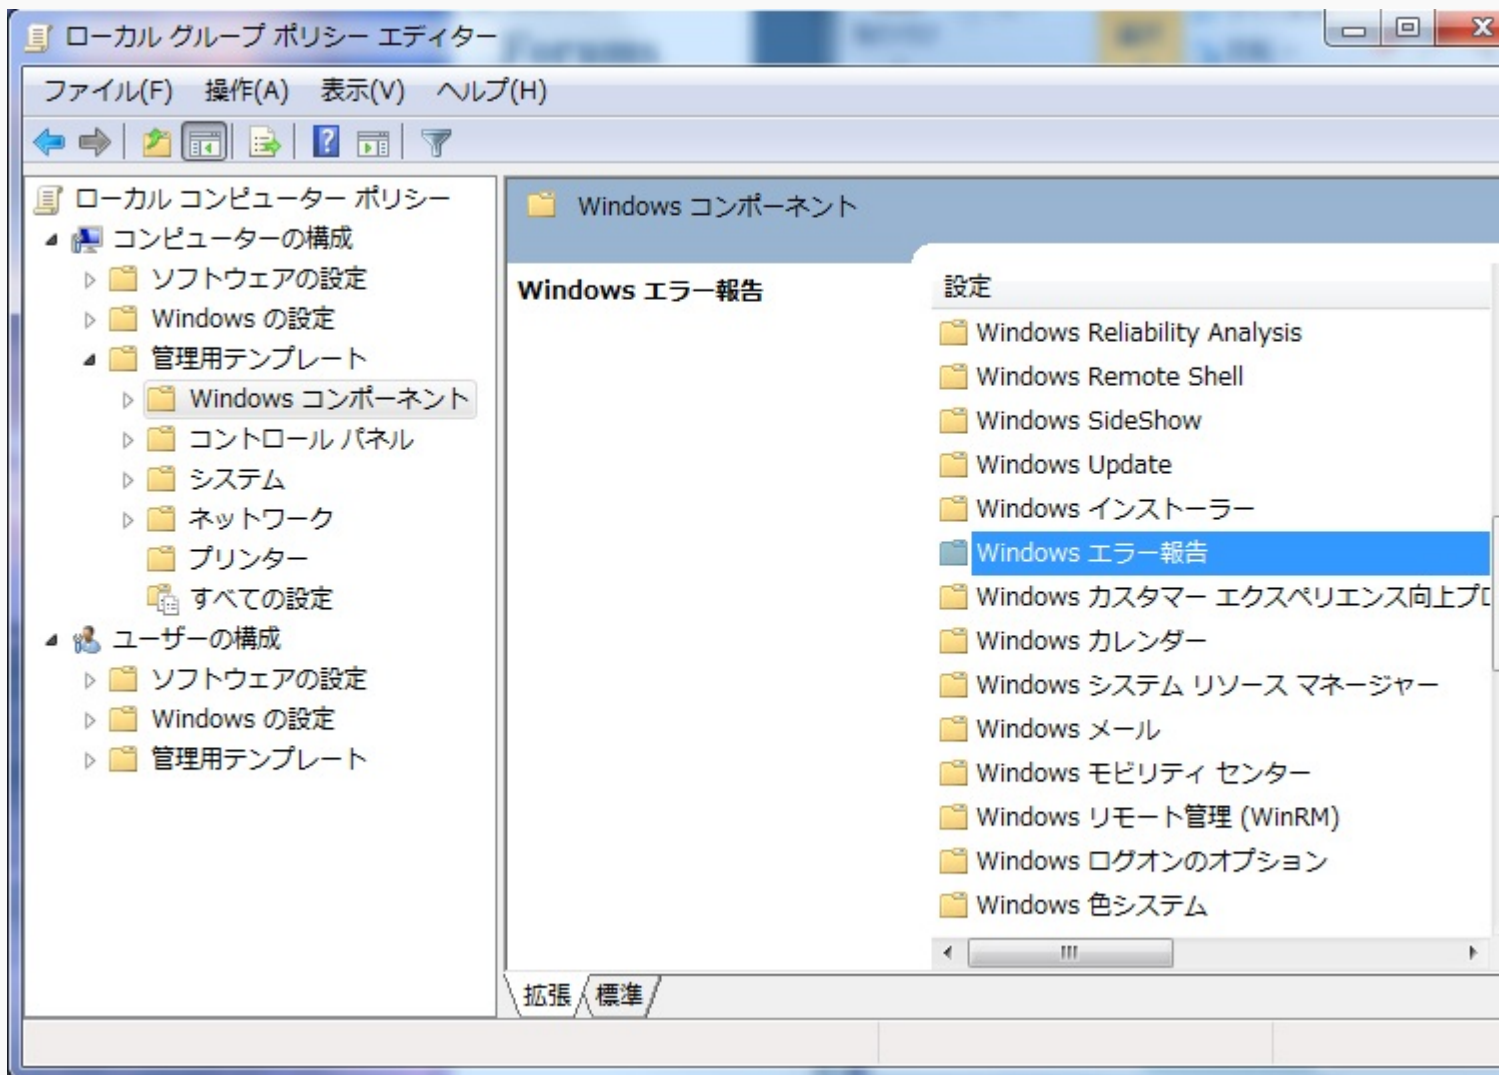 ローカル グループ ポリシー エディター
ファイル(F) 操作(A) 表示(V) ヘルプ(H)
ローカル コンピューター ポリシー
コンピューターの構成
ソフトウェアの設定
Windows の設定
管理用テンプレート
Windows コンポーネント
コントロール パネル
システム
ネットワーク
プリンター
すべての設定
ユーザーの構成
ソフトウェアの設定
Windows の設定
管理用テンプレート
Windows コンポーネント
Windows エラー報告
設定
Windows Reliability Analysis
Windows Remote Shell
Windows SideShow
Windows Update
Windows インストーラー
Windows エラー報告
Windows カスタマー エクスペリエンス向上プロ
Windows カレンダー
Windows システム リソース マネージャー
Windows メール
Windows モビリティ センター
Windows リモート管理 (WinRM)
Windows ログオンのオプション
Windows 色システム
拡張 標準